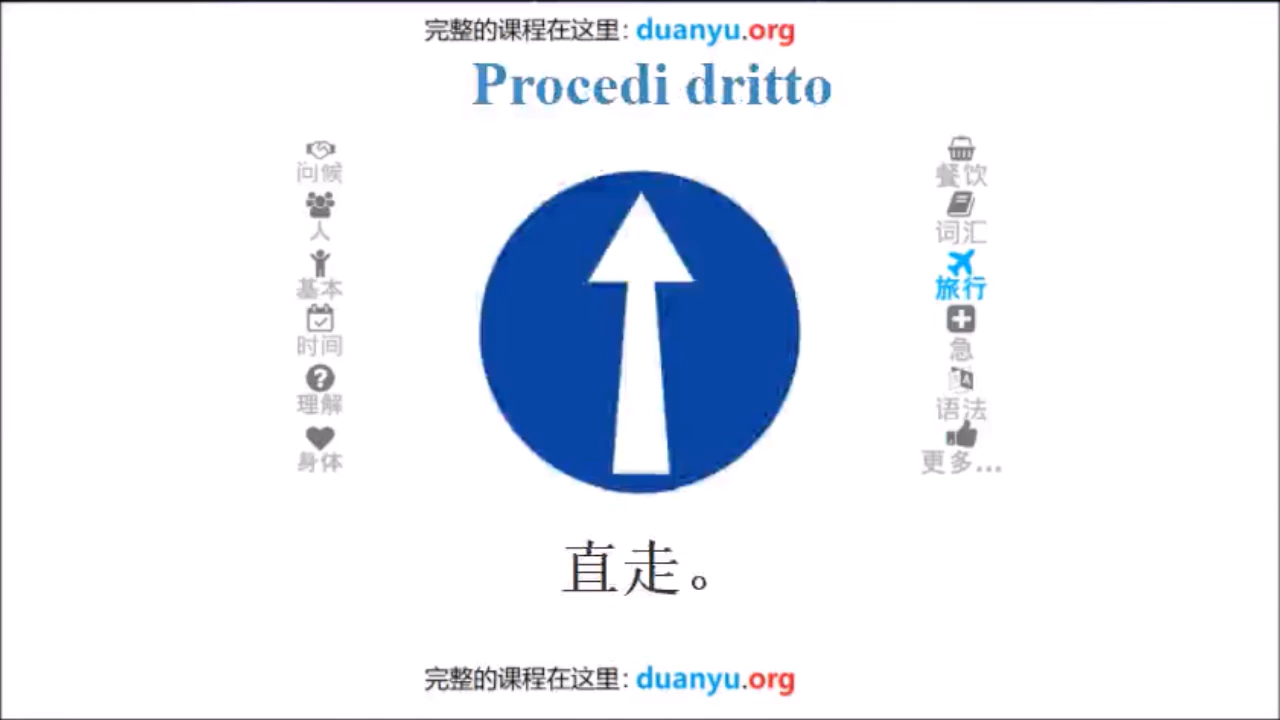 完整的课程在这里：duanyu.org
Procedi dritto
问候
人
基本
时间
理解
身体
餐饮
词汇
旅行
急
语法
更多...
直走。
完整的课程在这里：duanyu.org